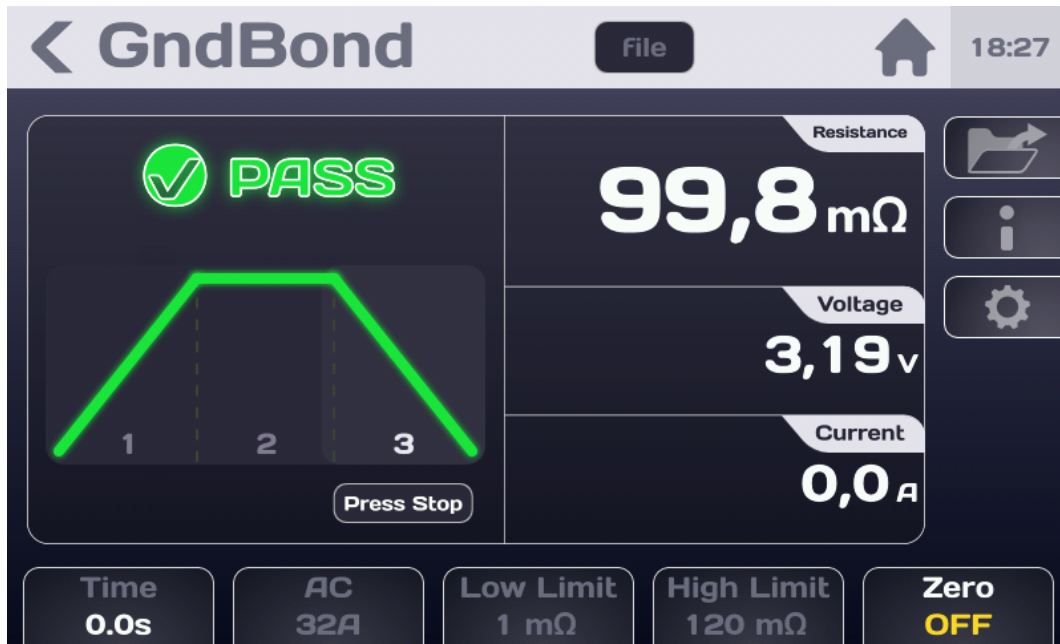 GndBond
File
18:27
PASS
1
2
3
Press Stop
Resistance
99,8 mΩ
Voltage
3,19 V
Current
0,0 A
Time
0.0s
AC
32A
Low Limit
1 mΩ
High Limit
120 mΩ
Zero
OFF